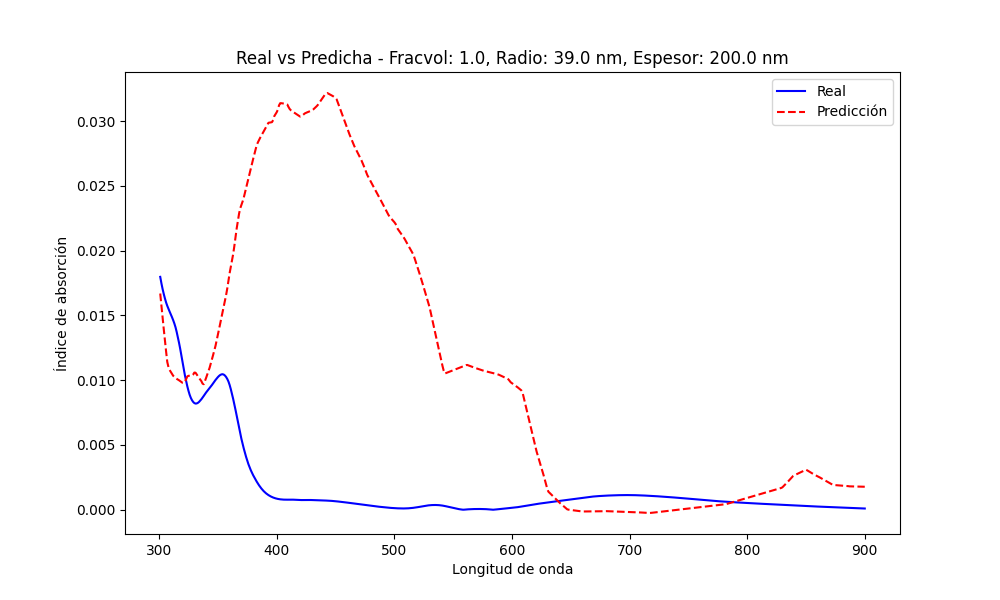 Real vs Predicha - Fracvol: 1.0, Radio: 39.0 nm, Espesor: 200.0 nm
Real
Predicción
Índice de absorción
0.030
0.025
0.020
0.015
0.010
0.005
0.000
300 400 500 600 700 800 900
Longitud de onda